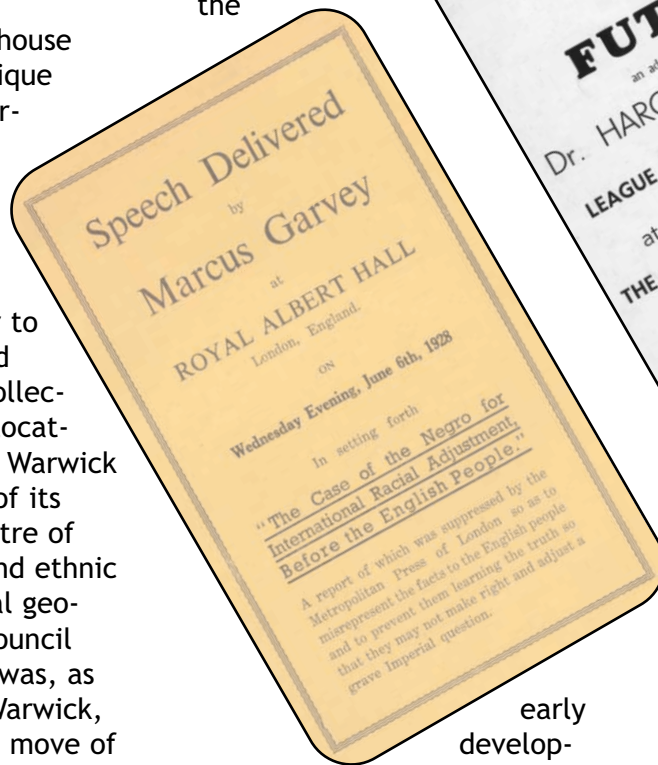 the
house
ique
r-
to
d
ollec-
ocat-
Warwick
of its
tre of
nd ethnic
al geo-
ouncil
was, as
Warwick,
move of
Speech Delivered
by
Marcus Garvey
at
ROYAL ALBERT HALL
London, England.
ON
Wednesday Evening, June 6th, 1928
In setting forth
"The Case of the Negro for
International Racial Adjustment,
Before the English People."
A report of which was suppressed by the
Metropolitan Press of London so as to
misrepresent the facts to the English people
and to prevent them learning the truth so
that they may not make right and adjust a
grave Imperial question.
FUT
an ad
Dr. HARO
LEAGUE
at
THE
early
develop-